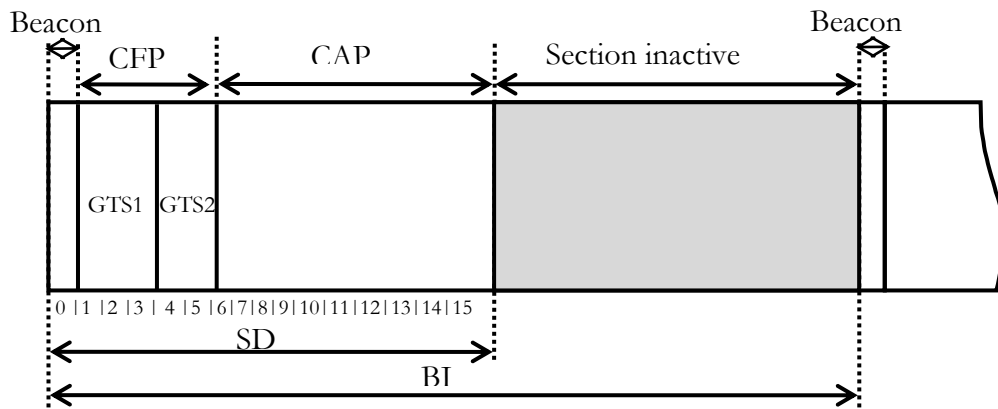 Beacon
Beacon
CFP
CAP
Section inactive
GTS1
GTS2
0 |1 |2 |3 |4 |5 |6 |7|8|9|10|11|12|13|14|15
SD
BI